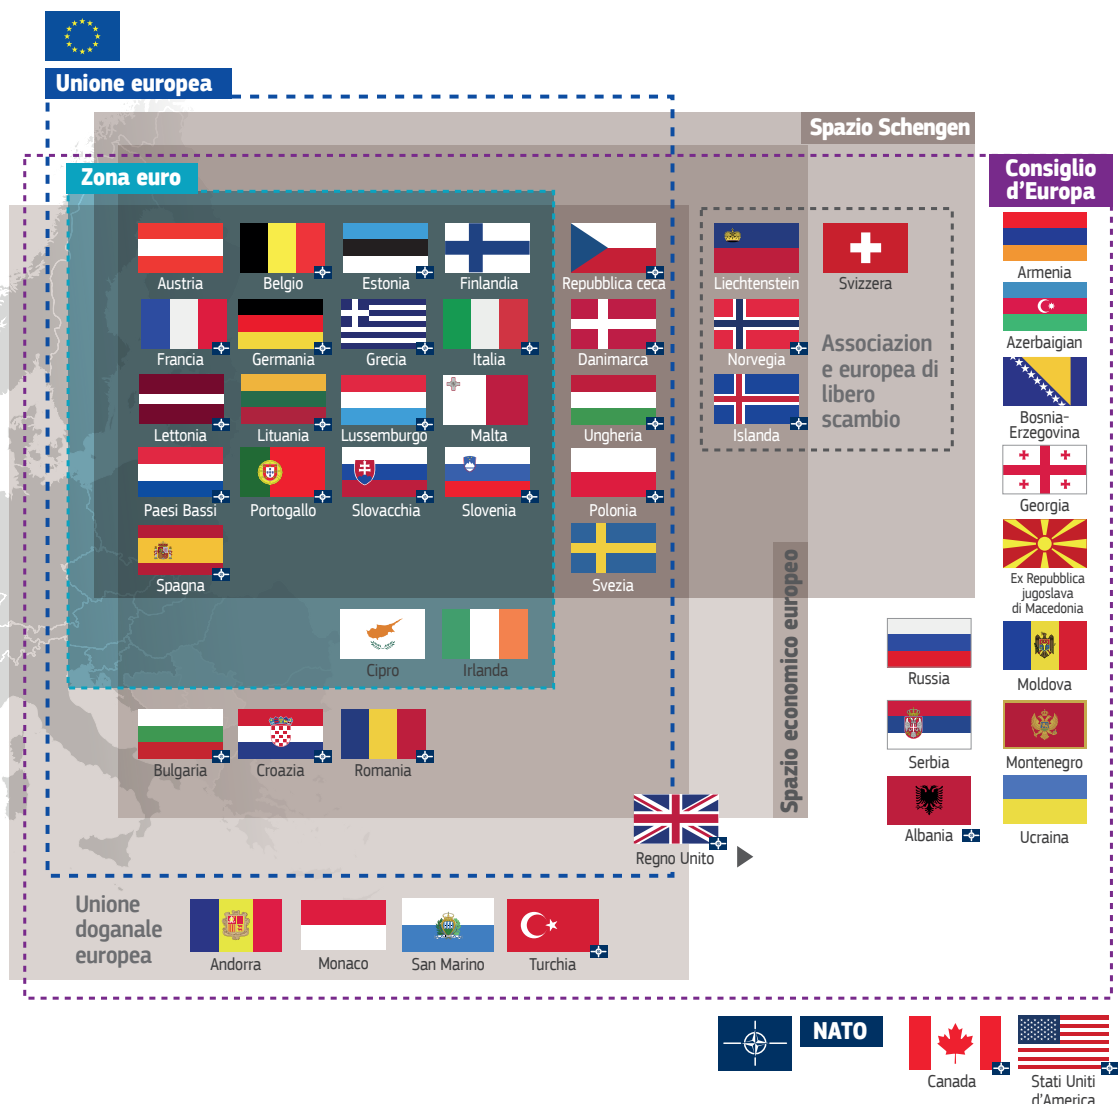 Unione europea
Spazio Schengen
Zona euro
Consiglio
d'Europa
Austria
Belgio
Estonia
Finlandia
Repubblica ceca
Liechtenstein
Svizzera
Armenia
Francia
Germania
Grecia
Italia
Danimarca
Norvegia
Associazion
e europea di
libero
scambio
Azerbaigian
Lettonia
Lituania
Lussemburgo
Malta
Ungheria
Islanda
Bosnia-
Erzegovina
Paesi Bassi
Portogallo
Slovacchia
Slovenia
Polonia
Georgia
Spagna
Svezia
Ex Repubblica
jugoslava
di Macedonia
Spazio economico europeo
Cipro
Irlanda
Russia
Moldova
Bulgaria
Croazia
Romania
Serbia
Montenegro
Regno Unito
Albania
Ucraina
Unione
doganale
europea
Andorra
Monaco
San Marino
Turchia
NATO
Canada
Stati Uniti
d'America